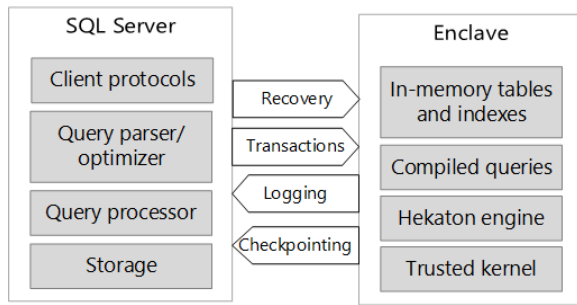 SQL Server
Client protocols
Query parser/
optimizer
Query processor
Storage
Recovery
Transactions
Logging
Checkpointing
Enclave
In-memory tables
and indexes
Compiled queries
Hekaton engine
Trusted kernel